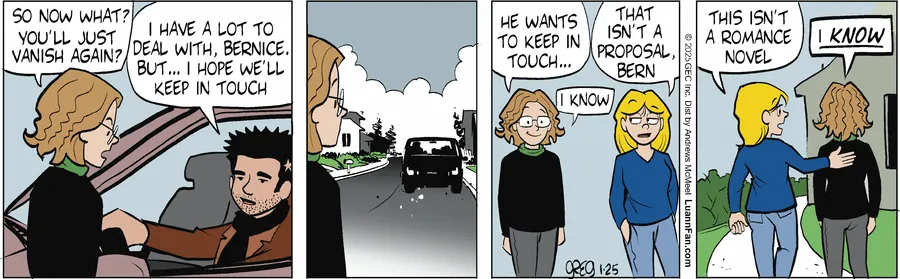 SO NOW WHAT?
YOU'LL JUST
VANISH AGAIN?
I HAVE A LOT TO
DEAL WITH, BERNICE.
BUT... I HOPE WE'LL
KEEP IN TOUCH
HE WANTS
TO KEEP IN
TOUCH...
I KNOW
THAT
ISN'T A
PROPOSAL,
BERN
GREG 1•25
© 2025 GEC Inc. Dist by Andrews McMeel LuannFan.com
THIS ISN'T
A ROMANCE
NOVEL
I KNOW